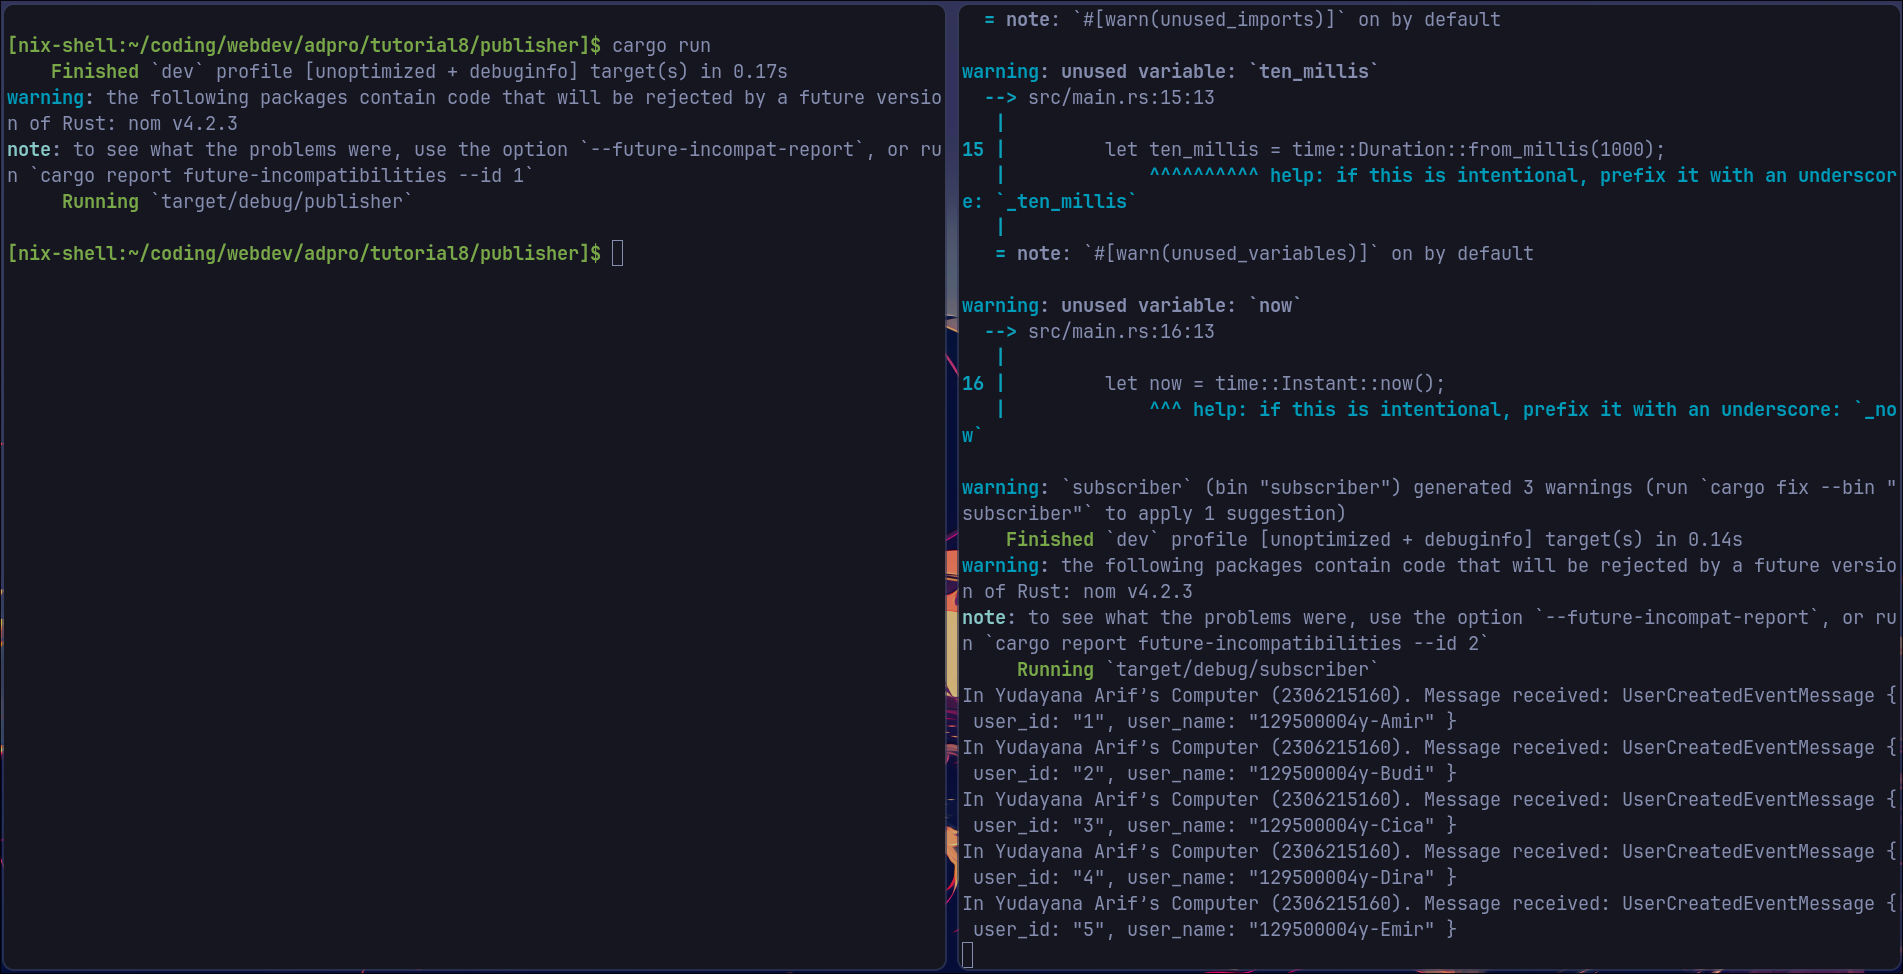 [nix-shell:~/coding/webdev/adpro/tutorial8/publisher]$ cargo run
    Finished `dev` profile [unoptimized + debuginfo] target(s) in 0.17s
warning: the following packages contain code that will be rejected by a future versio
n of Rust: nom v4.2.3
note: to see what the problems were, use the option `--future-incompat-report`, or ru
n `cargo report future-incompatibilities --id 1`
     Running `target/debug/publisher`
[nix-shell:~/coding/webdev/adpro/tutorial8/publisher]$
  = note: `#[warn(unused_imports)]` on by default
warning: unused variable: `ten_millis`
  --> src/main.rs:15:13
   |
15 |         let ten_millis = time::Duration::from_millis(1000);
   |             ^^^^^^^^^^ help: if this is intentional, prefix it with an underscor
e: `_ten_millis`
   |
   = note: `#[warn(unused_variables)]` on by default
warning: unused variable: `now`
  --> src/main.rs:16:13
   |
16 |         let now = time::Instant::now();
   |             ^^^ help: if this is intentional, prefix it with an underscore: `_no
w`
warning: `subscriber` (bin "subscriber") generated 3 warnings (run `cargo fix --bin "
subscriber"` to apply 1 suggestion)
    Finished `dev` profile [unoptimized + debuginfo] target(s) in 0.14s
warning: the following packages contain code that will be rejected by a future versio
n of Rust: nom v4.2.3
note: to see what the problems were, use the option `--future-incompat-report`, or ru
n `cargo report future-incompatibilities --id 2`
     Running `target/debug/subscriber`
In Yudayana Arif’s Computer (2306215160). Message received: UserCreatedEventMessage {
 user_id: "1", user_name: "129500004y-Amir" }
In Yudayana Arif’s Computer (2306215160). Message received: UserCreatedEventMessage {
 user_id: "2", user_name: "129500004y-Budi" }
In Yudayana Arif’s Computer (2306215160). Message received: UserCreatedEventMessage {
 user_id: "3", user_name: "129500004y-Cica" }
In Yudayana Arif’s Computer (2306215160). Message received: UserCreatedEventMessage {
 user_id: "4", user_name: "129500004y-Dira" }
In Yudayana Arif’s Computer (2306215160). Message received: UserCreatedEventMessage {
 user_id: "5", user_name: "129500004y-Emir" }